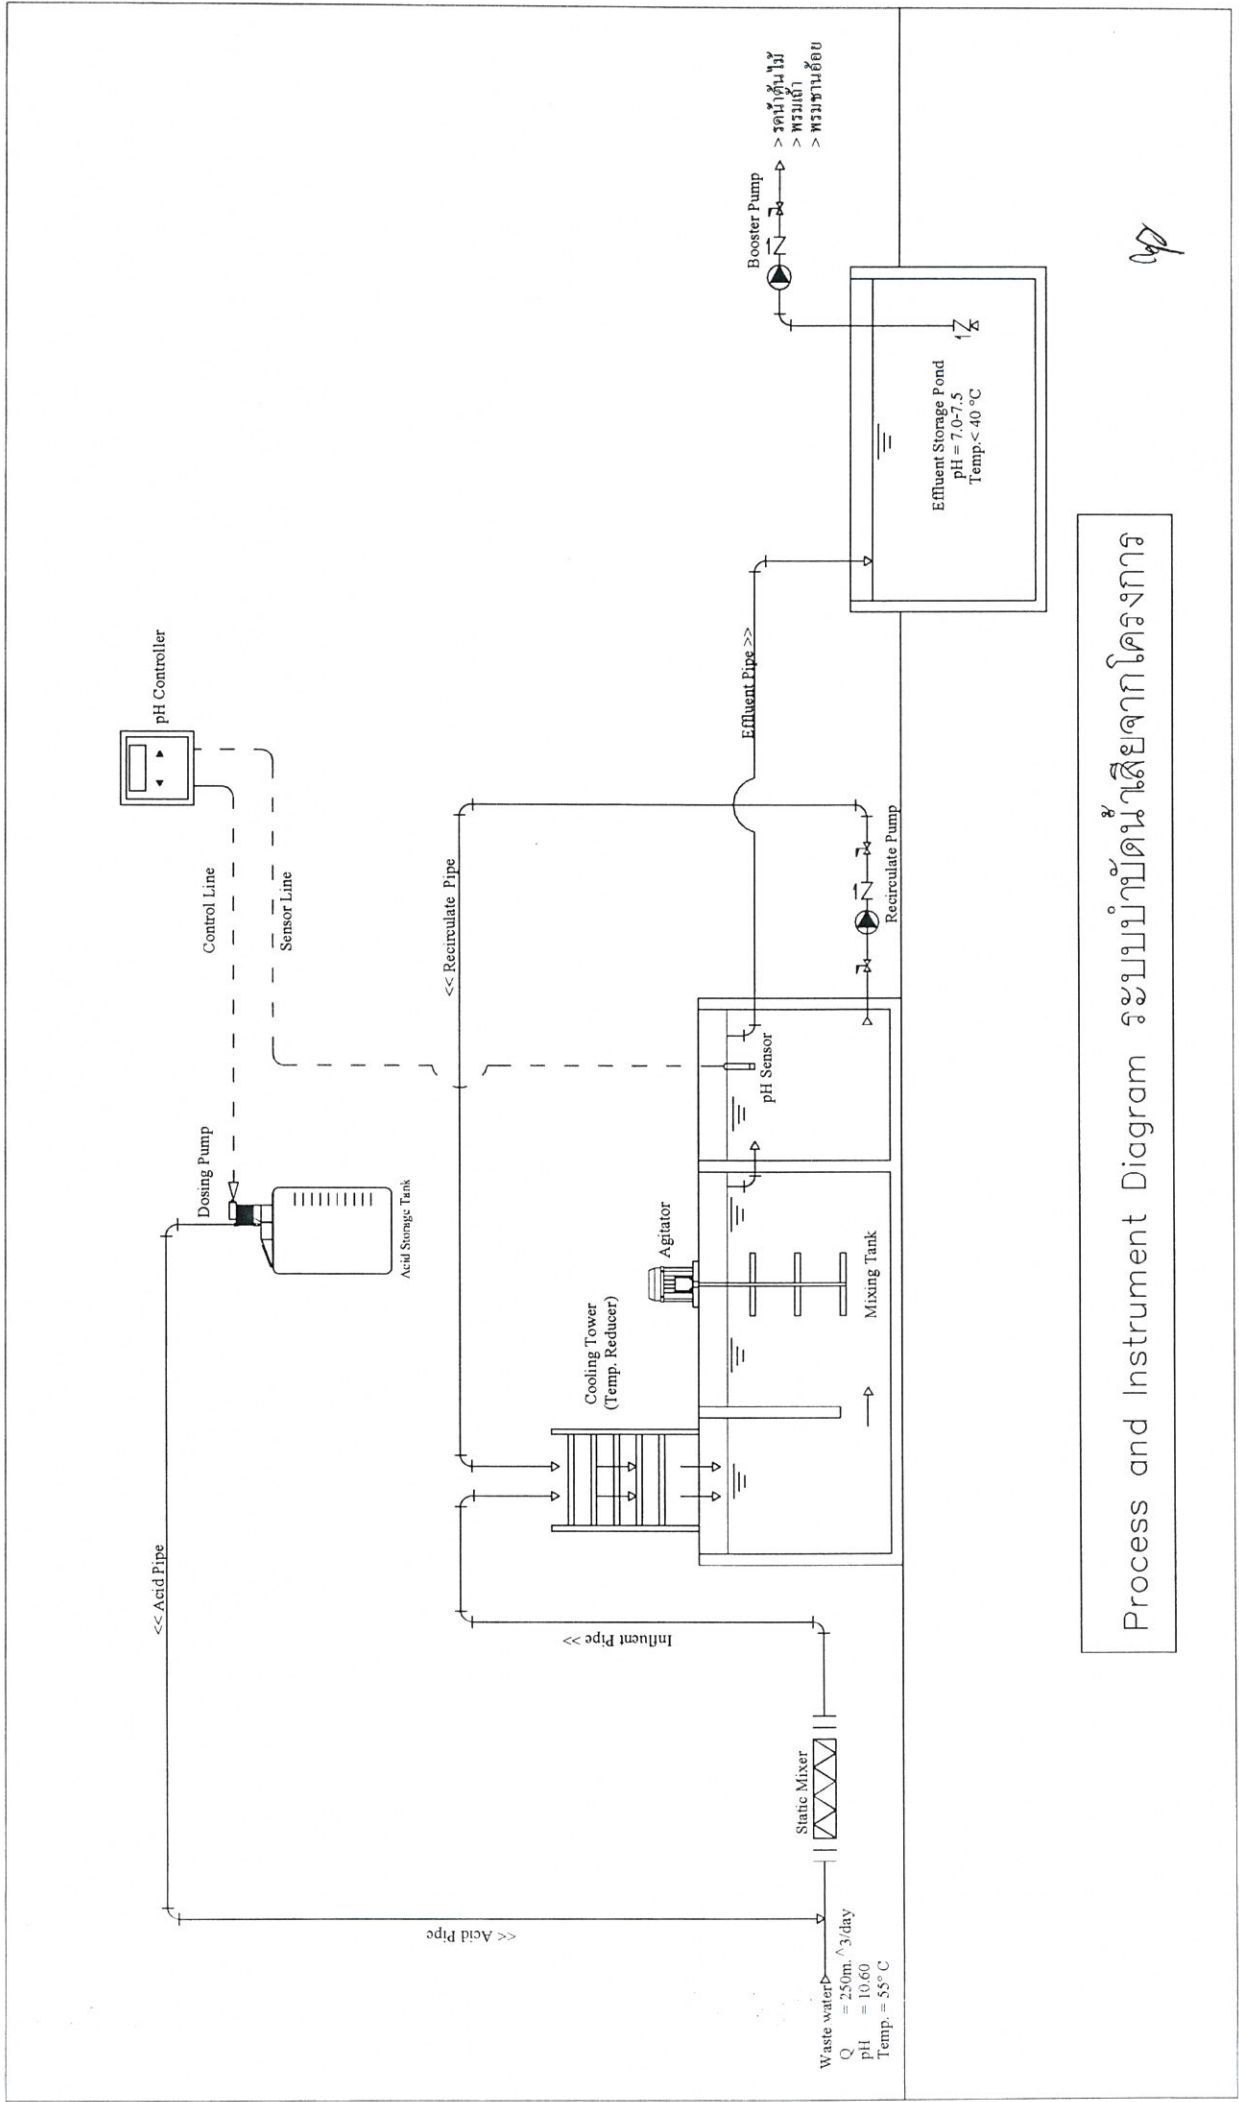 << Acid Pipe
<< Acid Pipe
Dosing Pump
Acid Storage Tank
Control Line
Sensor Line
pH Controller
<< Recirculate Pipe
Influent Pipe >>
Cooling Tower
(Temp. Reducer)
Agitator
Mixing Tank
pH Sensor
Recirculate Pump
Effluent Pipe >>
Booster Pump
> รดน้ำต้นไม้
> พรมเถ้า
> พรมชานอ้อย
Effluent Storage Pond
pH = 7.0-7.5
Temp.< 40 °C
Static Mixer
Waste water
Q = 250m.^3/day
pH = 10.60
Temp. = 55° C
Process and Instrument Diagram ระบบบำบัดน้ำเสียจากโครงการ